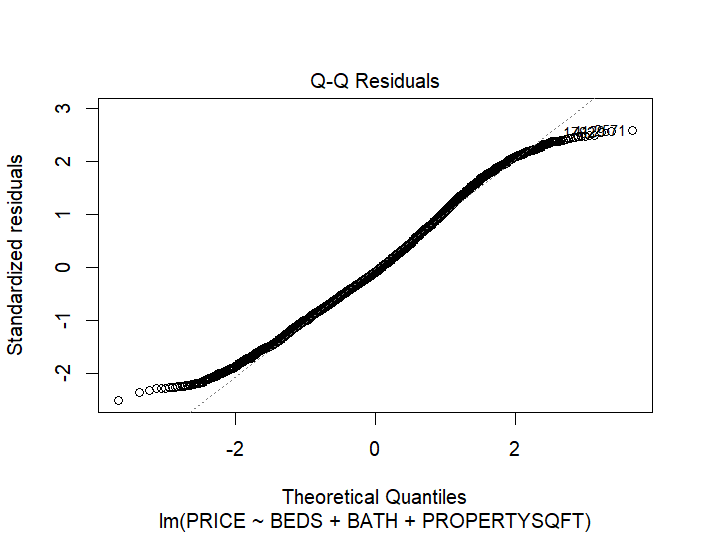 Q-Q Residuals
Standardized residuals
3
2
1
0
-1
-2
-2 0 2
Theoretical Quantiles
lm(PRICE ~ BEDS + BATH + PROPERTYSQFT)